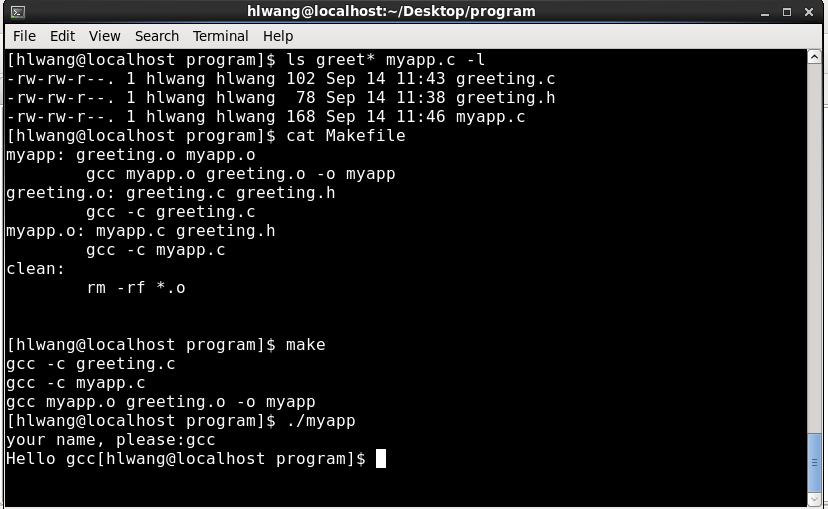 hlwang@localhost:~/Desktop/program
File Edit View Search Terminal Help
[hlwang@localhost program]$ ls greet* myapp.c -l
-rw-rw-r--. 1 hlwang hlwang 102 Sep 14 11:43 greeting.c
-rw-rw-r--. 1 hlwang hlwang  78 Sep 14 11:38 greeting.h
-rw-rw-r--. 1 hlwang hlwang 168 Sep 14 11:46 myapp.c
[hlwang@localhost program]$ cat Makefile
myapp: greeting.o myapp.o
        gcc myapp.o greeting.o -o myapp
greeting.o: greeting.c greeting.h
        gcc -c greeting.c
myapp.o: myapp.c greeting.h
        gcc -c myapp.c
clean:
        rm -rf *.o
[hlwang@localhost program]$ make
gcc -c greeting.c
gcc -c myapp.c
gcc myapp.o greeting.o -o myapp
[hlwang@localhost program]$ ./myapp
your name, please:gcc
Hello gcc[hlwang@localhost program]$